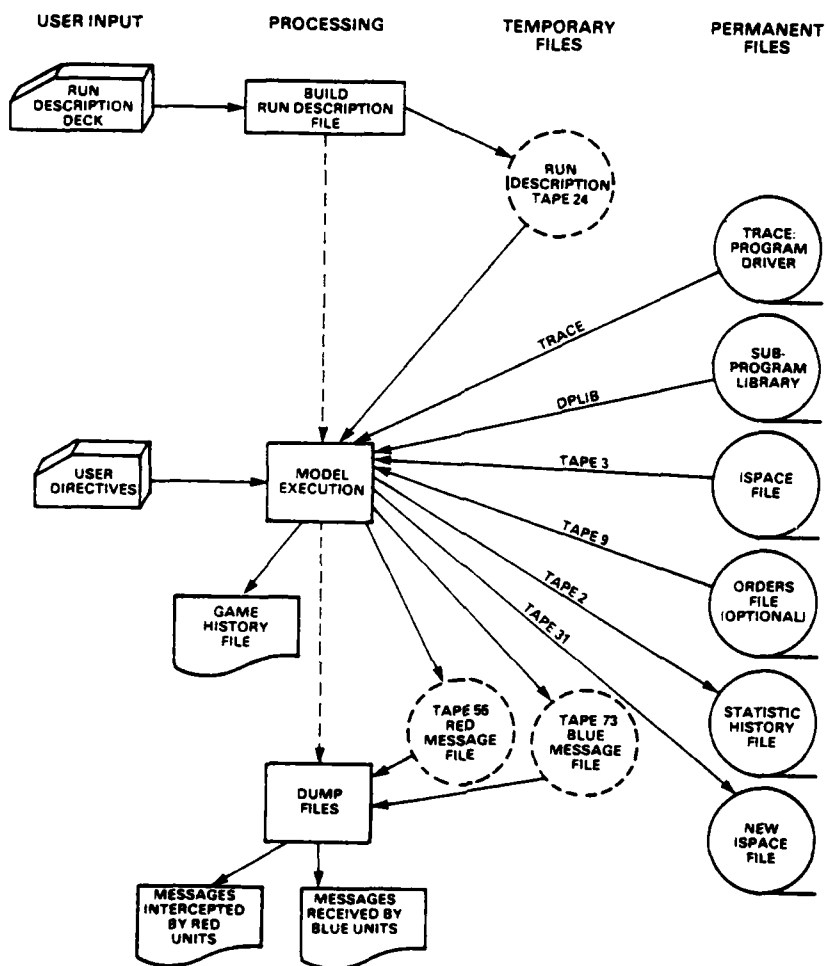 USER INPUT
PROCESSING
TEMPORARY
FILES
PERMANENT
FILES
RUN
DESCRIPTION
DECK
BUILD
RUN DESCRIPTION
FILE
RUN
DESCRIPTION
TAPE 24
TRACE:
PROGRAM
DRIVER
TRACE
SUB-
PROGRAM
LIBRARY
DPLIB
USER
DIRECTIVES
MODEL
EXECUTION
TAPE 3
ISPACE
FILE
TAPE 9
ORDERS
FILE
(OPTIONAL)
TAPE 2
TAPE 31
GAME
HISTORY
FILE
TAPE 56
RED
MESSAGE
FILE
TAPE 73
BLUE
MESSAGE
FILE
STATISTIC
HISTORY
FILE
DUMP
FILES
NEW
ISPACE
FILE
MESSAGES
INTERCEPTED
BY RED
UNITS
MESSAGES
RECEIVED BY
BLUE UNITS